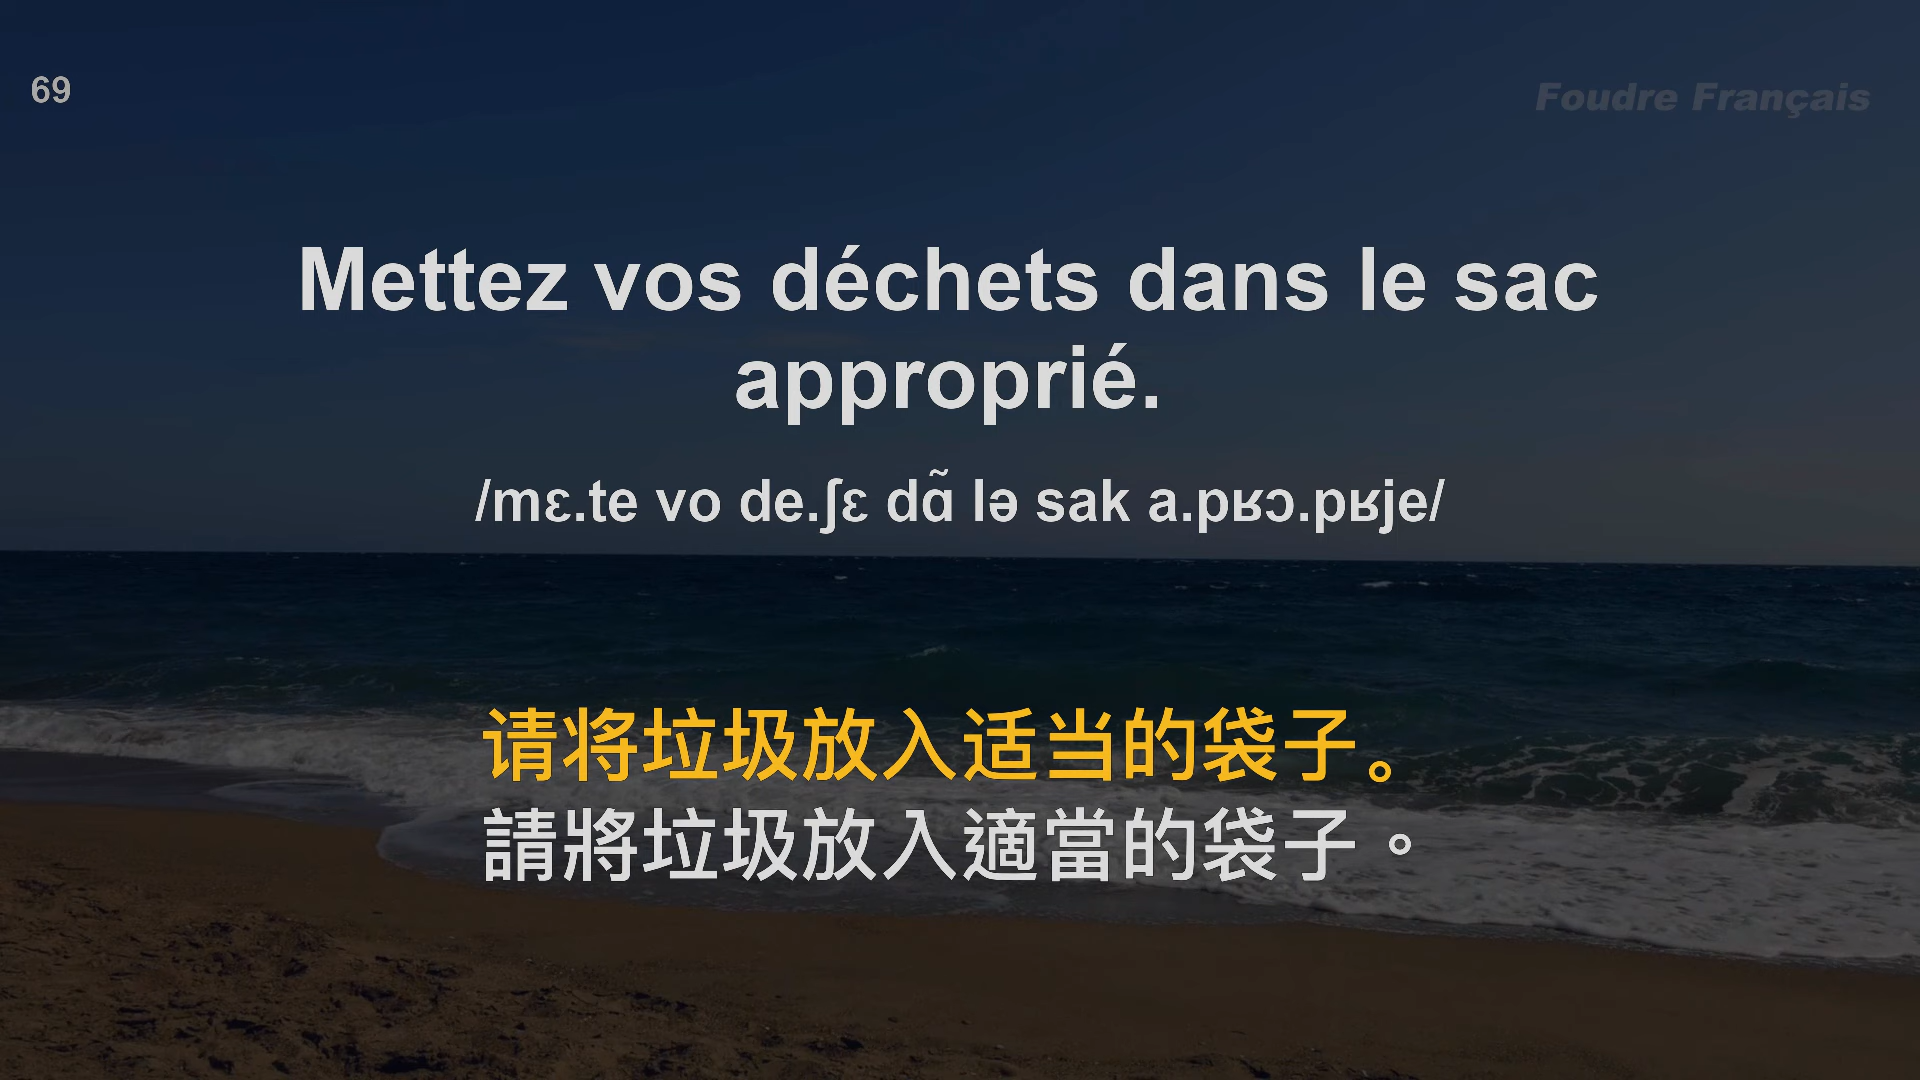 69
Foudre Français
Mettez vos déchets dans le sac
approprié.
/mɛ.te vo de.ʃɛ dɑ̃ lə sak a.pʁɔ.pʁje/
请将垃圾放入适当的袋子。
請將垃圾放入適當的袋子。